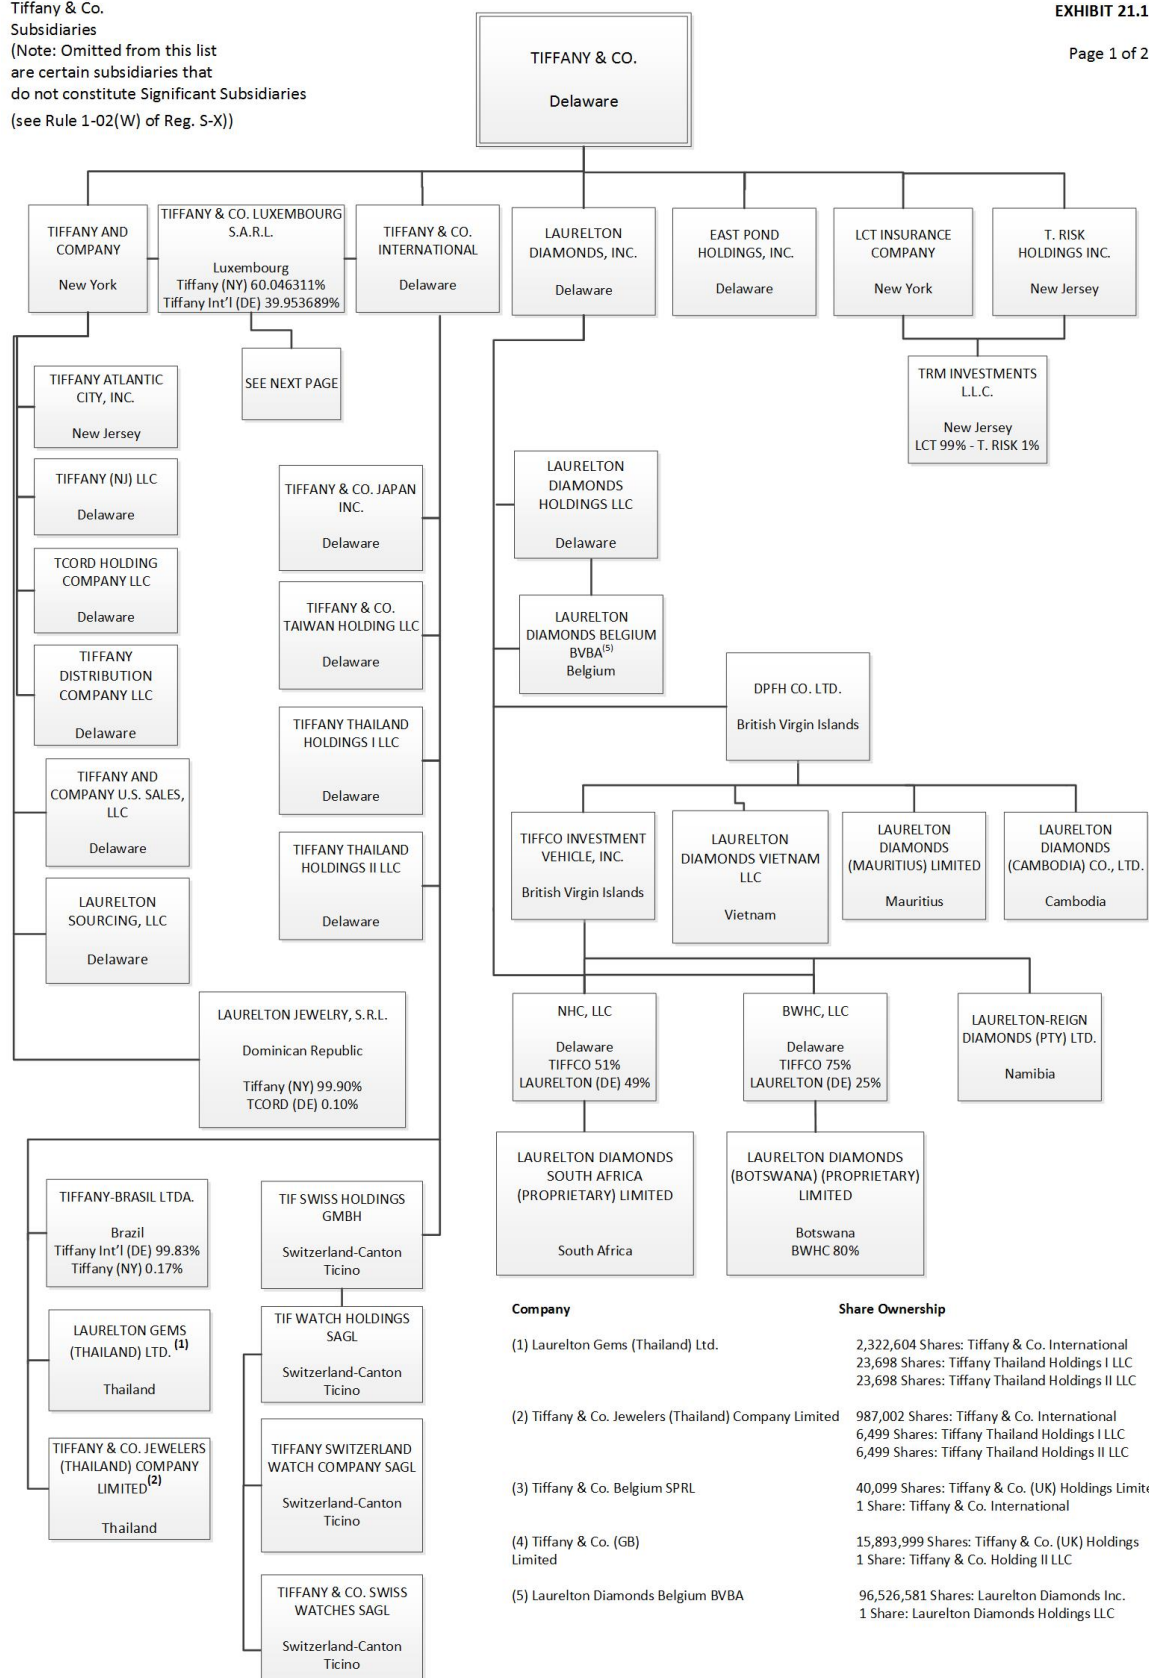 Tiffany & Co.
Subsidiaries
(Note: Omitted from this list
are certain subsidiaries that
do not constitute Significant Subsidiaries
(see Rule 1-02(W) of Reg. S-X))
EXHIBIT 21.1
Page 1 of 2
TIFFANY & CO.
Delaware
TIFFANY AND
COMPANY
New York
TIFFANY & CO. LUXEMBOURG
S.A.R.L.
Luxembourg
Tiffany (NY) 60.046311%
Tiffany Int'l (DE) 39.953689%
TIFFANY & CO.
INTERNATIONAL
Delaware
LAURELTON
DIAMONDS, INC.
Delaware
EAST POND
HOLDINGS, INC.
Delaware
LCT INSURANCE
COMPANY
New York
T. RISK
HOLDINGS INC.
New Jersey
SEE NEXT PAGE
TRM INVESTMENTS
L.L.C.
New Jersey
LCT 99% - T. RISK 1%
TIFFANY ATLANTIC
CITY, INC.
New Jersey
TIFFANY (NJ) LLC
Delaware
TCORD HOLDING
COMPANY LLC
Delaware
TIFFANY
DISTRIBUTION
COMPANY LLC
Delaware
TIFFANY AND
COMPANY U.S. SALES,
LLC
Delaware
LAURELTON
SOURCING, LLC
Delaware
LAURELTON JEWELRY, S.R.L.
Dominican Republic
Tiffany (NY) 99.90%
TCORD (DE) 0.10%
TIFFANY & CO. JAPAN
INC.
Delaware
TIFFANY & CO.
TAIWAN HOLDING LLC
Delaware
TIFFANY THAILAND
HOLDINGS I LLC
Delaware
TIFFANY THAILAND
HOLDINGS II LLC
Delaware
LAURELTON
DIAMONDS
HOLDINGS LLC
Delaware
LAURELTON
DIAMONDS BELGIUM
BVBA(5)
Belgium
DPFH CO. LTD.
British Virgin Islands
TIFFCO INVESTMENT
VEHICLE, INC.
British Virgin Islands
LAURELTON
DIAMONDS VIETNAM
LLC
Vietnam
LAURELTON
DIAMONDS
(MAURITIUS) LIMITED
Mauritius
LAURELTON
DIAMONDS
(CAMBODIA) CO., LTD.
Cambodia
NHC, LLC
Delaware
TIFFCO 51%
LAURELTON (DE) 49%
BWHC, LLC
Delaware
TIFFCO 75%
LAURELTON (DE) 25%
LAURELTON-REIGN
DIAMONDS (PTY) LTD.
Namibia
LAURELTON DIAMONDS
SOUTH AFRICA
(PROPRIETARY) LIMITED
South Africa
LAURELTON DIAMONDS
(BOTSWANA) (PROPRIETARY)
LIMITED
Botswana
BWHC 80%
TIFFANY-BRASIL LTDA.
Brazil
Tiffany Int'l (DE) 99.83%
Tiffany (NY) 0.17%
LAURELTON GEMS
(THAILAND) LTD. (1)
Thailand
TIFFANY & CO. JEWELERS
(THAILAND) COMPANY
LIMITED(2)
Thailand
TIF SWISS HOLDINGS
GMBH
Switzerland-Canton
Ticino
TIF WATCH HOLDINGS
SAGL
Switzerland-Canton
Ticino
TIFFANY SWITZERLAND
WATCH COMPANY SAGL
Switzerland-Canton
Ticino
TIFFANY & CO. SWISS
WATCHES SAGL
Switzerland-Canton
Ticino
Company Share Ownership
(1) Laurelton Gems (Thailand) Ltd. 2,322,604 Shares: Tiffany & Co. International
23,698 Shares: Tiffany Thailand Holdings I LLC
23,698 Shares: Tiffany Thailand Holdings II LLC
(2) Tiffany & Co. Jewelers (Thailand) Company Limited 987,002 Shares: Tiffany & Co. International
6,499 Shares: Tiffany Thailand Holdings I LLC
6,499 Shares: Tiffany Thailand Holdings II LLC
(3) Tiffany & Co. Belgium SPRL 40,099 Shares: Tiffany & Co. (UK) Holdings Limite
1 Share: Tiffany & Co. International
(4) Tiffany & Co. (GB) 15,893,999 Shares: Tiffany & Co. (UK) Holdings
Limited 1 Share: Tiffany & Co. Holding II LLC
(5) Laurelton Diamonds Belgium BVBA 96,526,581 Shares: Laurelton Diamonds Inc.
1 Share: Laurelton Diamonds Holdings LLC